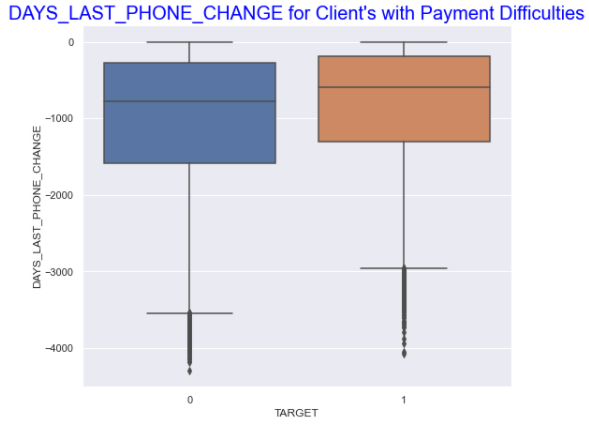 DAYS_LAST_PHONE_CHANGE for Client's with Payment Difficulties
0
−1000
−2000
−3000
−4000
DAYS_LAST_PHONE_CHANGE
0
1
TARGET